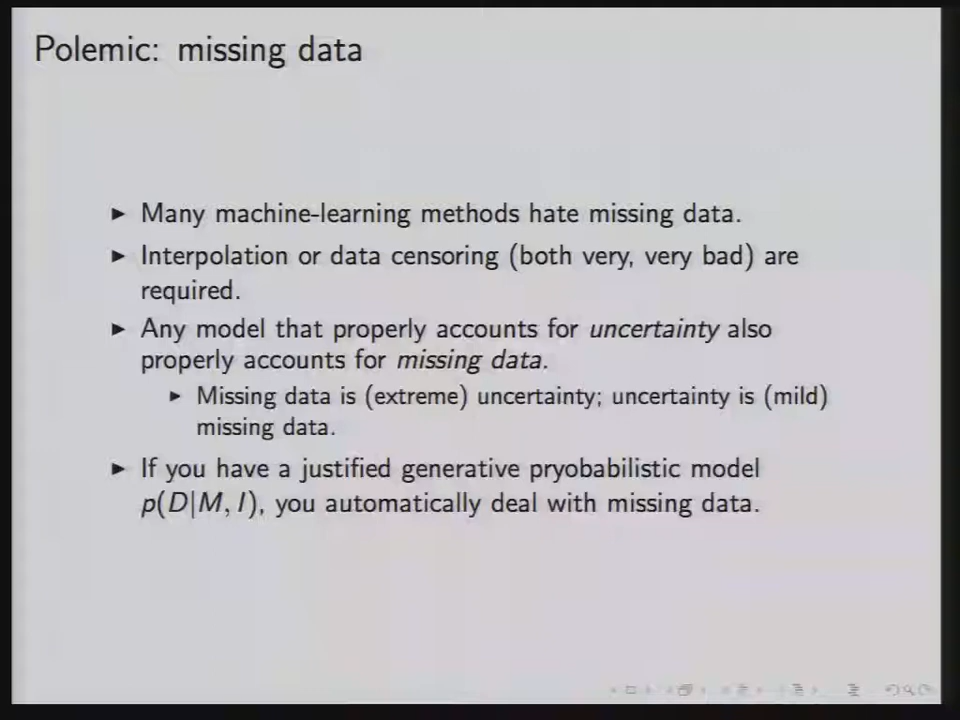 Polemic: missing data
▸ Many machine-learning methods hate missing data.
▸ Interpolation or data censoring (both very, very bad) are
required.
▸ Any model that properly accounts for uncertainty also
properly accounts for missing data.
▸ Missing data is (extreme) uncertainty; uncertainty is (mild)
missing data.
▸ If you have a justified generative pryobabilistic model
p(D|M, I), you automatically deal with missing data.